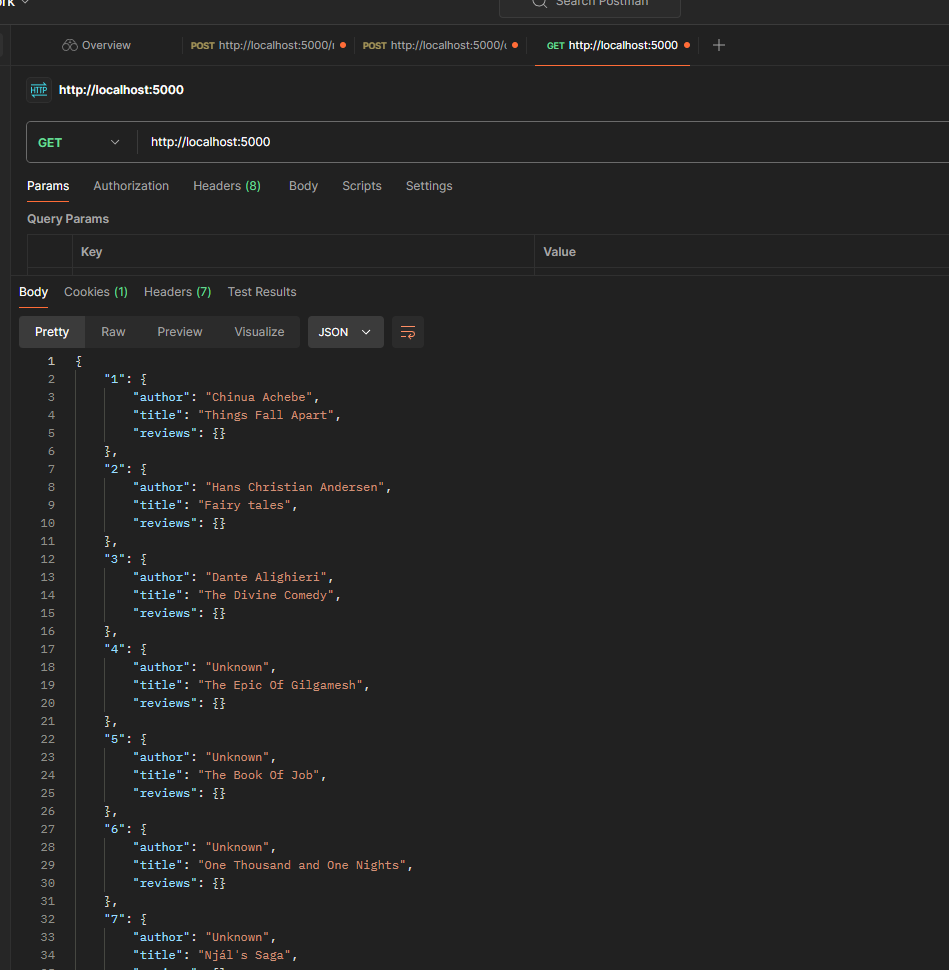 Search Postman
Overview
POST http://localhost:5000/
POST http://localhost:5000/
GET http://localhost:5000
HTTP http://localhost:5000
GET http://localhost:5000
Params Authorization Headers (8) Body Scripts Settings
Query Params
Key Value
Body Cookies (1) Headers (7) Test Results
Pretty Raw Preview Visualize JSON
1 {
2 "1": {
3 "author": "Chinua Achebe",
4 "title": "Things Fall Apart",
5 "reviews": {}
6 },
7 "2": {
8 "author": "Hans Christian Andersen",
9 "title": "Fairy tales",
10 "reviews": {}
11 },
12 "3": {
13 "author": "Dante Alighieri",
14 "title": "The Divine Comedy",
15 "reviews": {}
16 },
17 "4": {
18 "author": "Unknown",
19 "title": "The Epic Of Gilgamesh",
20 "reviews": {}
21 },
22 "5": {
23 "author": "Unknown",
24 "title": "The Book Of Job",
25 "reviews": {}
26 },
27 "6": {
28 "author": "Unknown",
29 "title": "One Thousand and One Nights",
30 "reviews": {}
31 },
32 "7": {
33 "author": "Unknown",
34 "title": "Njál's Saga",